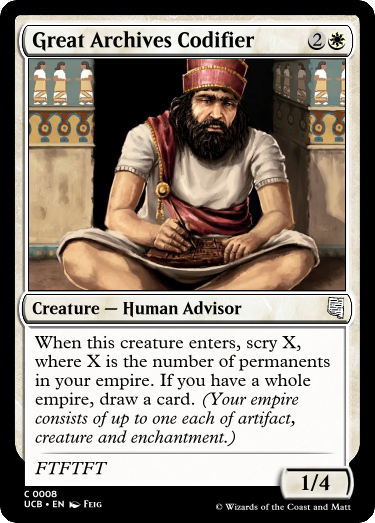 Great Archives Codifier 2
Creature — Human Advisor
When this creature enters, scry X,
where X is the number of permanents
in your empire. If you have a whole
empire, draw a card. (Your empire
consists of up to one each of artifact,
creature and enchantment.)
FTFTFT
1/4
C 0008
UCB • EN Feig
© Wizards of the Coast and Matt